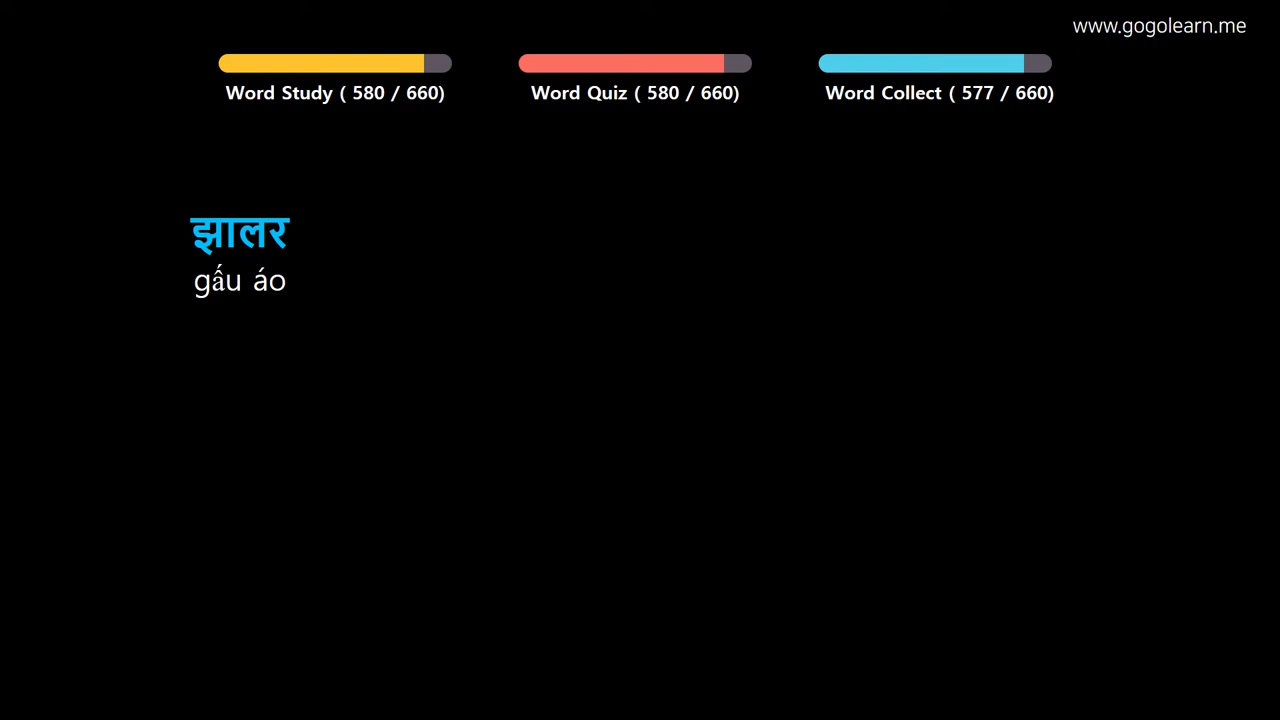 www.gogolearn.me
Word Study ( 580 / 660)
Word Quiz ( 580 / 660)
Word Collect ( 577 / 660)
झालर
gấu áo